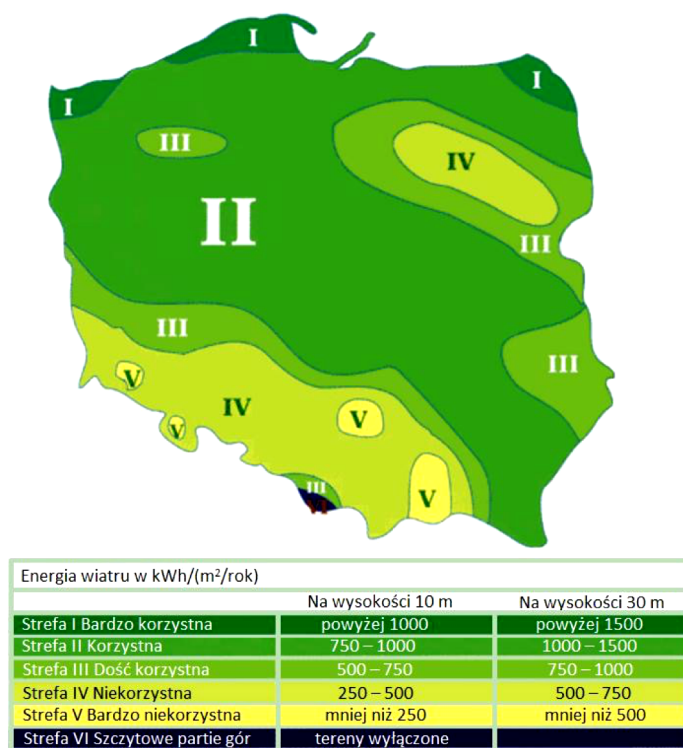 I
I
I
III
IV
II
III
III
III
V
IV
V
V
V
III
VI
Energia wiatru w kWh/(m²/rok)
Na wysokości 10 m Na wysokości 30 m
Strefa I Bardzo korzystna powyżej 1000 powyżej 1500
Strefa II Korzystna 750 – 1000 1000 – 1500
Strefa III Dość korzystna 500 – 750 750 – 1000
Strefa IV Niekorzystna 250 – 500 500 – 750
Strefa V Bardzo niekorzystna mniej niż 250 mniej niż 500
Strefa VI Szczytowe partie gór tereny wyłączone